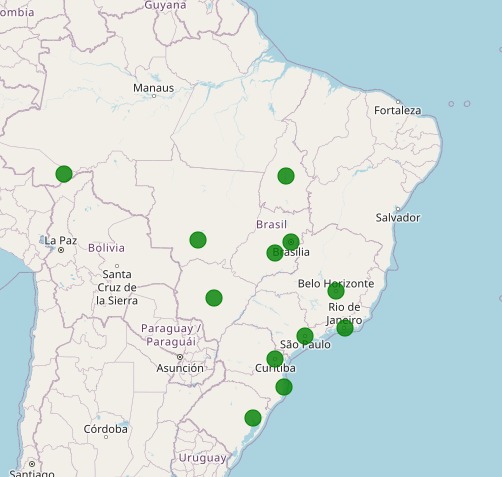 ombia
Guyana
Manaus
Fortaleza
Salvador
Brasil
Brasília
La Paz
Bolivia
Santa
Cruz de
la Sierra
Belo Horizonte
Rio de
Janeiro
São Paulo
Paraguay /
Paraguái
Asunción
Curitiba
Córdoba
Uruguay
Santiago